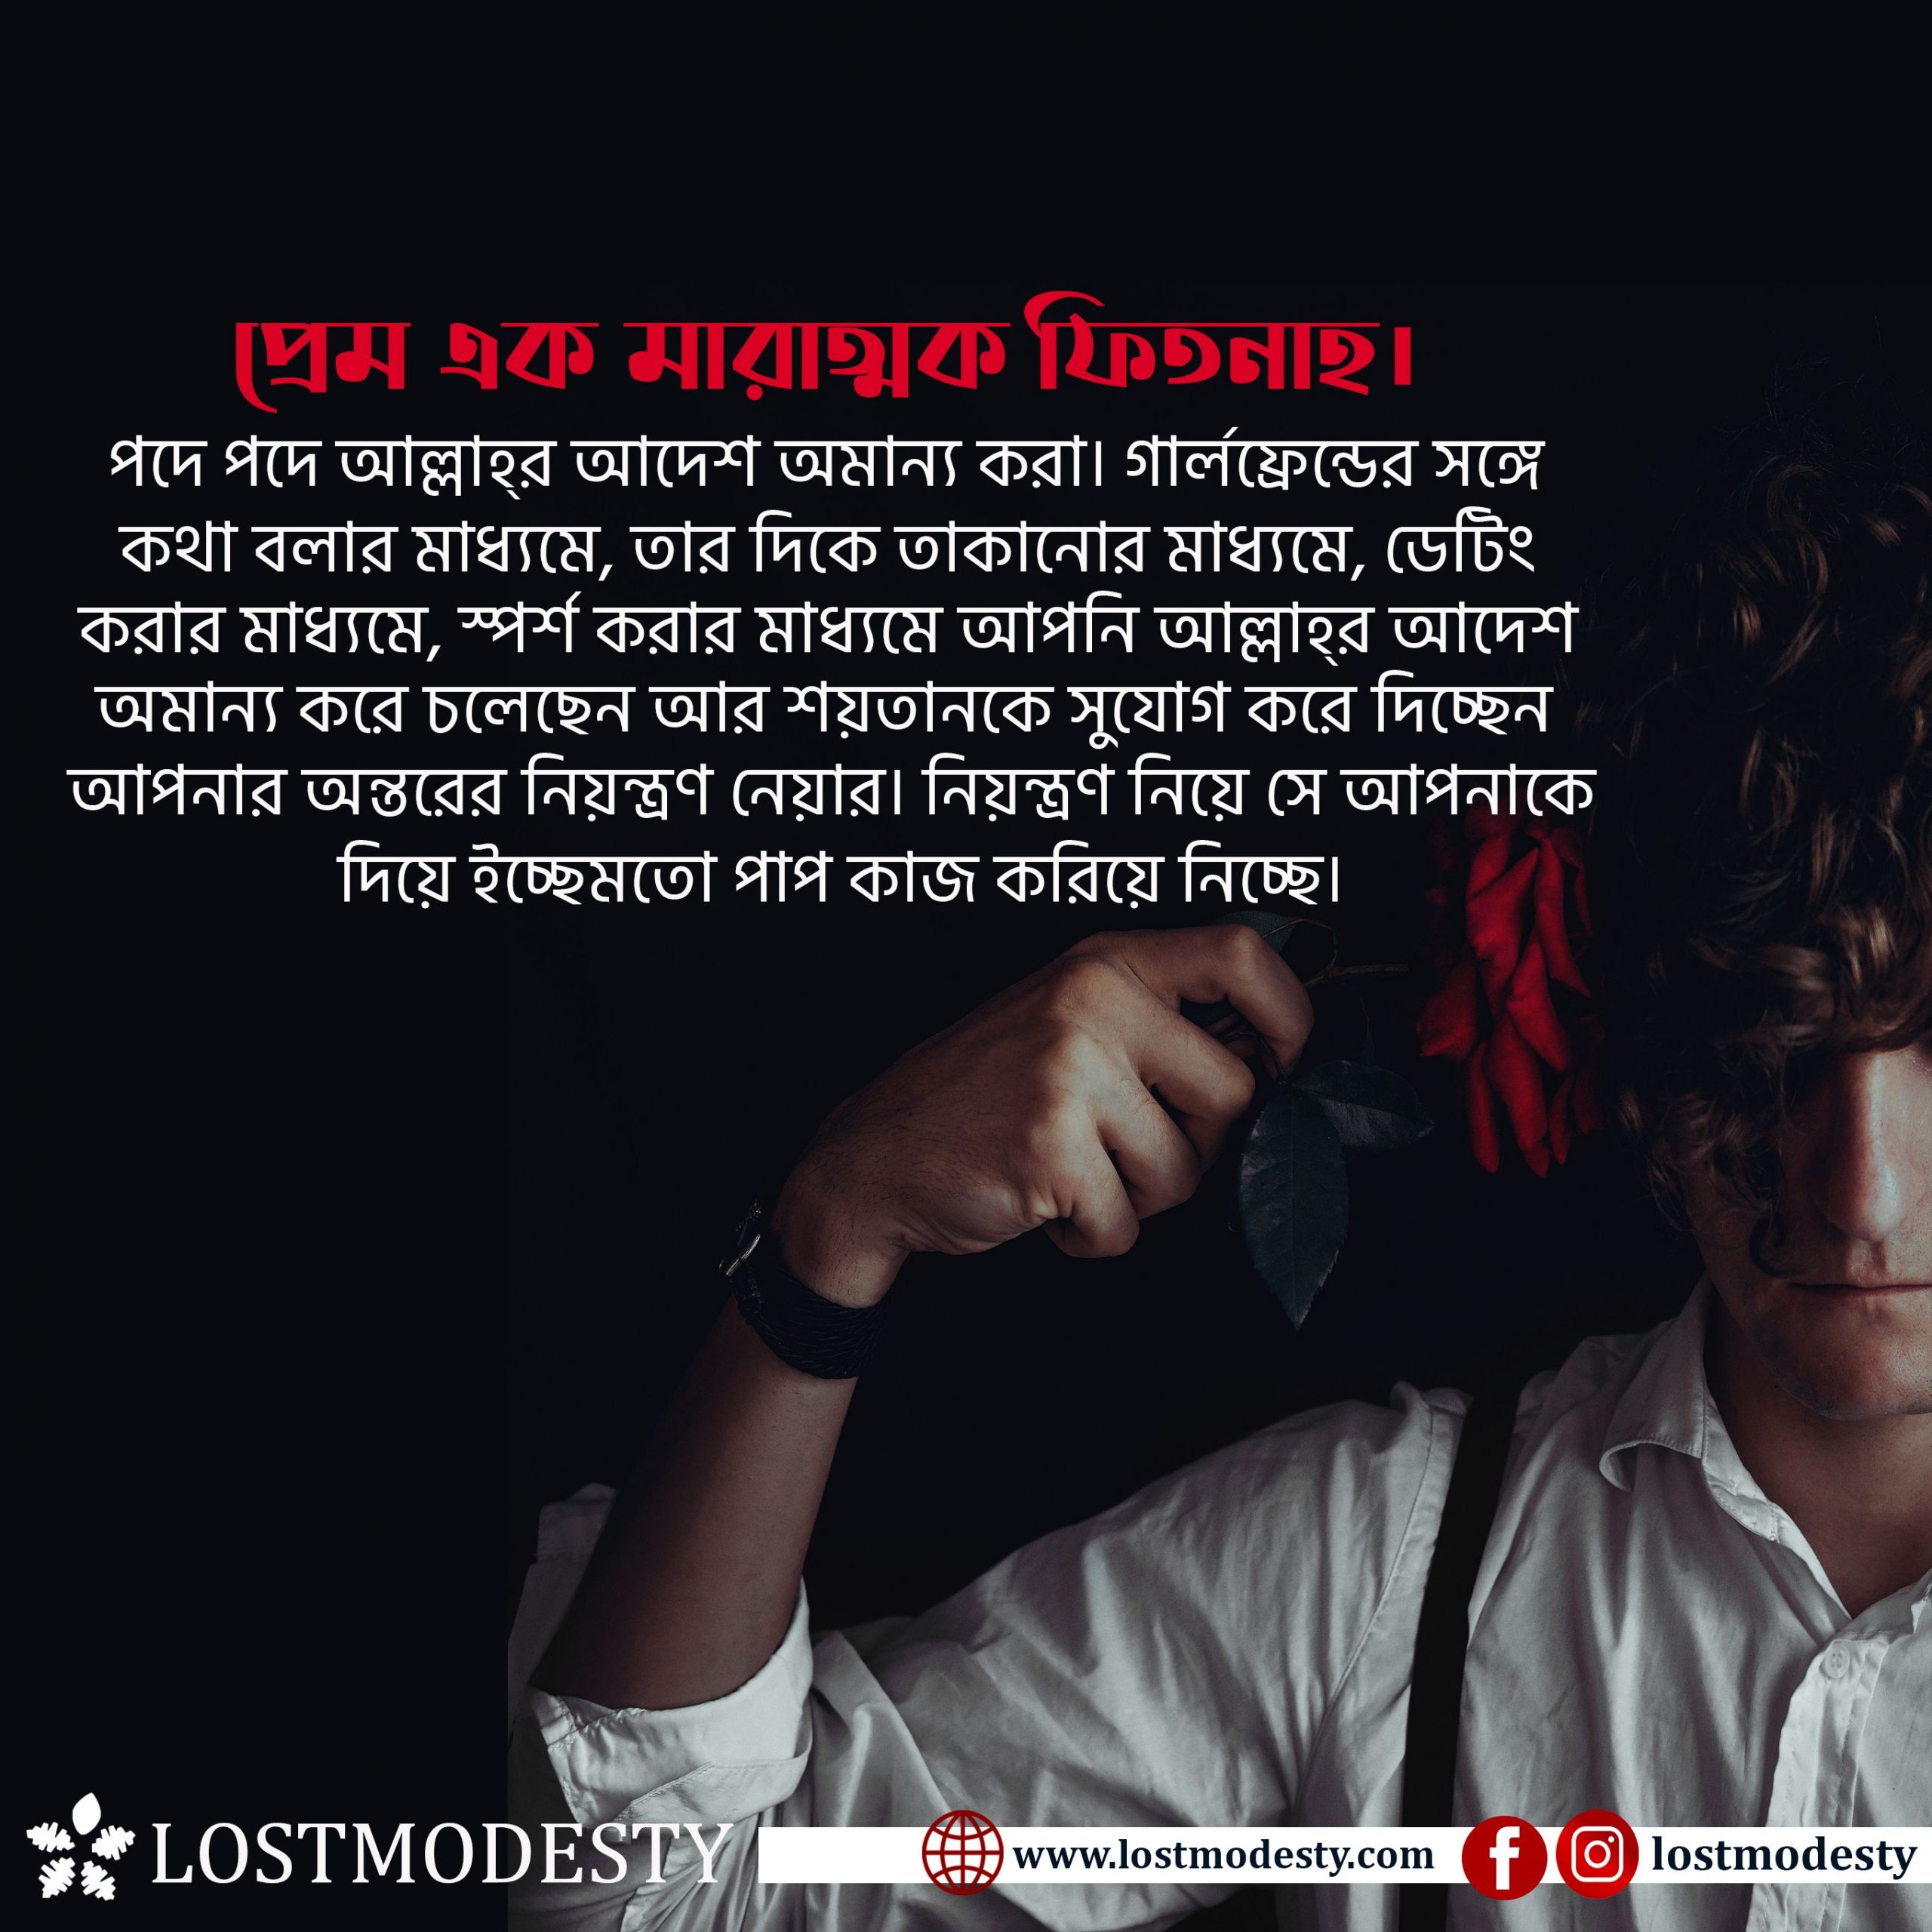 প্রেম এক মারাত্মক ফিতনাহ।
পদে পদে আল্লাহ্‌র আদেশ অমান্য করা। গার্লফ্রেন্ডের সঙ্গে
কথা বলার মাধ্যমে, তার দিকে তাকানোর মাধ্যমে, ডেটিং
করার মাধ্যমে, স্পর্শ করার মাধ্যমে আপনি আল্লাহ্‌র আদেশ
অমান্য করে চলেছেন আর শয়তানকে সুযোগ করে দিচ্ছেন
আপনার অন্তরের নিয়ন্ত্রণ নেয়ার। নিয়ন্ত্রণ নিয়ে সে আপনাকে
দিয়ে ইচ্ছেমতো পাপ কাজ করিয়ে নিচ্ছে।
LOSTMODESTY www.lostmodesty.com lostmodesty